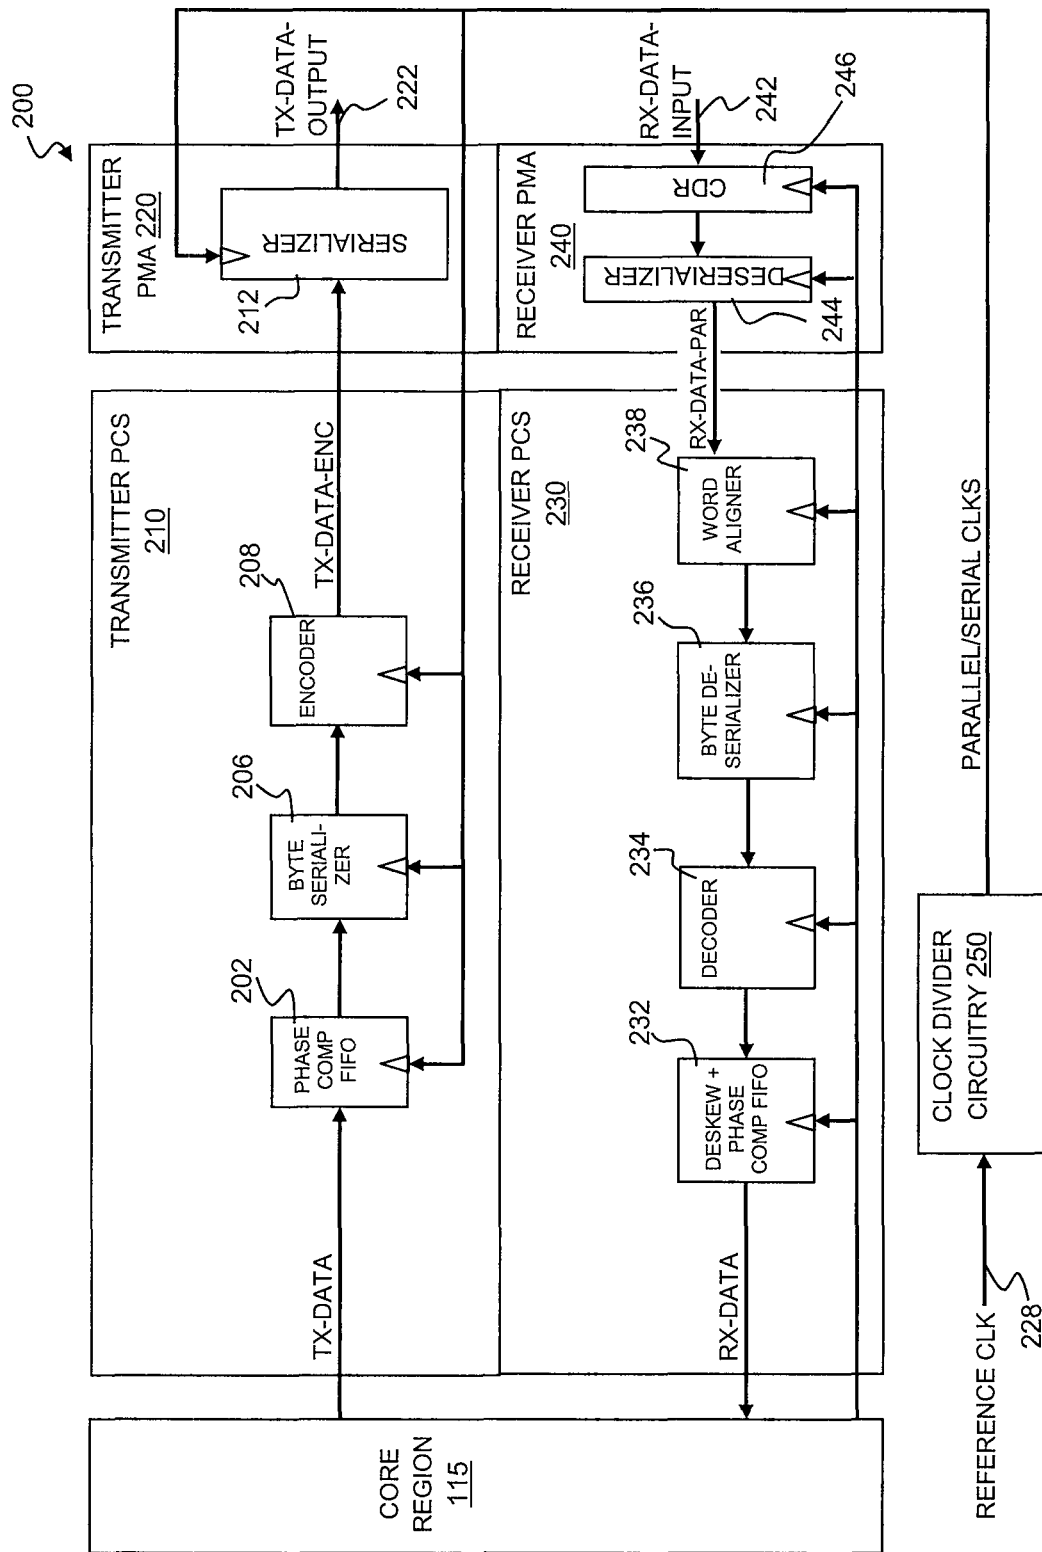 200
CORE
REGION
115
TRANSMITTER PCS
210
TX-DATA
202
PHASE
COMP
FIFO
206
BYTE
SERIALI-
ZER
208
ENCODER
TX-DATA-ENC
TRANSMITTER
PMA 220
212
SERIALIZER
TX-DATA-
OUTPUT
222
RECEIVER PCS
230
RX-DATA
232
DESKEW +
PHASE
COMP FIFO
234
DECODER
236
BYTE DE-
SERIALIZER
238
WORD
ALIGNER
RX-DATA-PAR
RECEIVER PMA
240
DESERIALIZER
244
CDR
246
RX-DATA-
INPUT
242
REFERENCE CLK
228
CLOCK DIVIDER
CIRCUITRY 250
PARALLEL/SERIAL CLKS